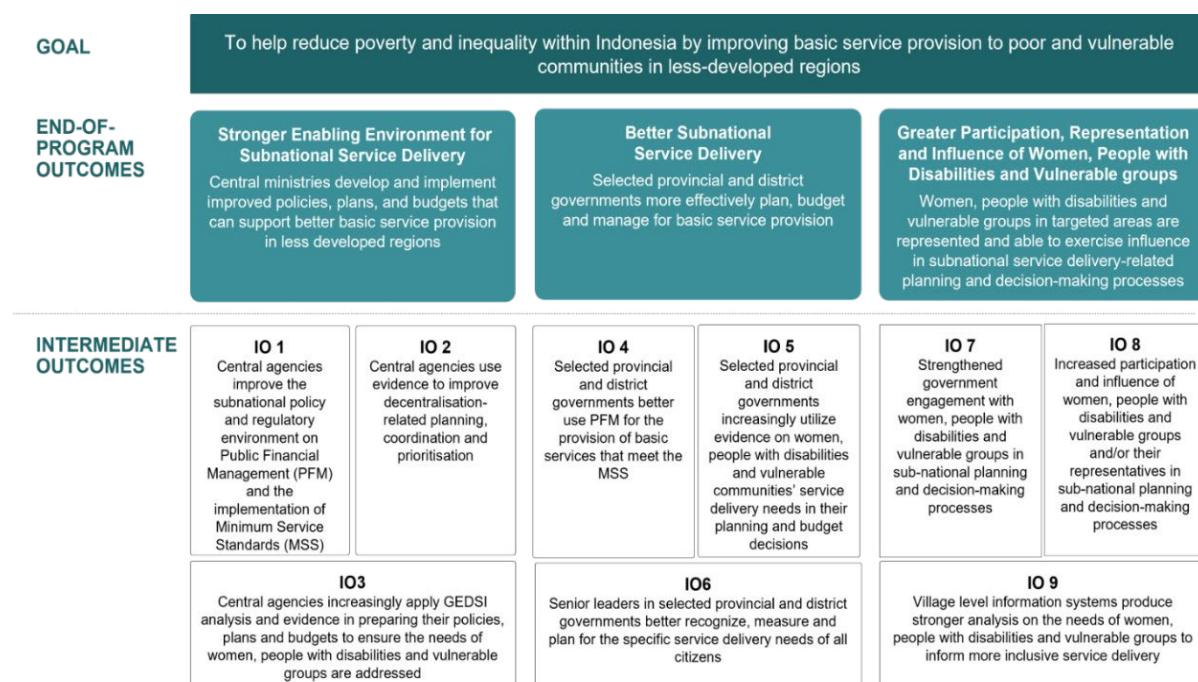 GOAL
To help reduce poverty and inequality within Indonesia by improving basic service provision to poor and vulnerable
communities in less-developed regions
END-OF-
PROGRAM
OUTCOMES
Stronger Enabling Environment for
Subnational Service Delivery
Central ministries develop and implement
improved policies, plans, and budgets that
can support better basic service provision
in less developed regions
Better Subnational
Service Delivery
Selected provincial and district
governments more effectively plan, budget
and manage for basic service provision
Greater Participation, Representation
and Influence of Women, People with
Disabilities and Vulnerable groups
Women, people with disabilities and
vulnerable groups in targeted areas are
represented and able to exercise influence
in subnational service delivery-related
planning and decision-making processes
INTERMEDIATE
OUTCOMES
IO 1
Central agencies
improve the
subnational policy
and regulatory
environment on
Public Financial
Management (PFM)
and the
implementation of
Minimum Service
Standards (MSS)
IO 2
Central agencies use
evidence to improve
decentralisation-
related planning,
coordination and
prioritisation
IO 4
Selected provincial
and district
governments better
use PFM for the
provision of basic
services that meet the
MSS
IO 5
Selected provincial
and district
governments
increasingly utilize
evidence on women,
people with disabilities
and vulnerable
communities' service
delivery needs in their
planning and budget
decisions
IO 7
Strengthened
government
engagement with
women, people with
disabilities and
vulnerable groups in
sub-national planning
and decision-making
processes
IO 8
Increased participation
and influence of
women, people with
disabilities and
vulnerable groups
and/or their
representatives in
sub-national planning
and decision-making
processes
IO3
Central agencies increasingly apply GEDSI
analysis and evidence in preparing their policies,
plans and budgets to ensure the needs of
women, people with disabilities and vulnerable
groups are addressed
IO6
Senior leaders in selected provincial and district
governments better recognize, measure and
plan for the specific service delivery needs of all
citizens
IO 9
Village level information systems produce
stronger analysis on the needs of women,
people with disabilities and vulnerable groups to
inform more inclusive service delivery